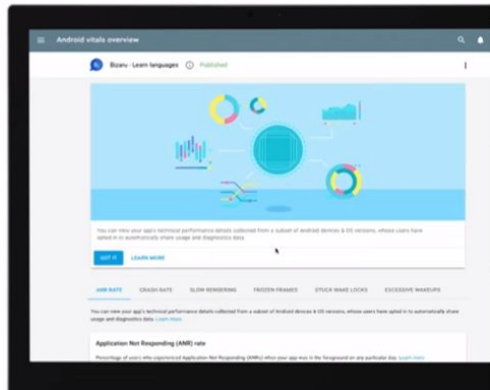 Android vitals overview
Bizaru - Learn languages Published
You can view your app's technical performance details collected from a subset of Android devices & OS versions, whose users have
opted in to automatically share usage and diagnostics data.
GOT IT LEARN MORE
ANR RATE CRASH RATE SLOW RENDERING FROZEN FRAMES STUCK WAKE LOCKS EXCESSIVE WAKEUPS
You can view your app's technical performance details collected from a subset of Android devices & OS versions, whose users have opted in to automatically share
usage and diagnostics data. Learn more
Application Not Responding (ANR) rate
Percentage of users who experienced Application Not Responding (ANRs) when your app was in the foreground on any particular day. Learn more